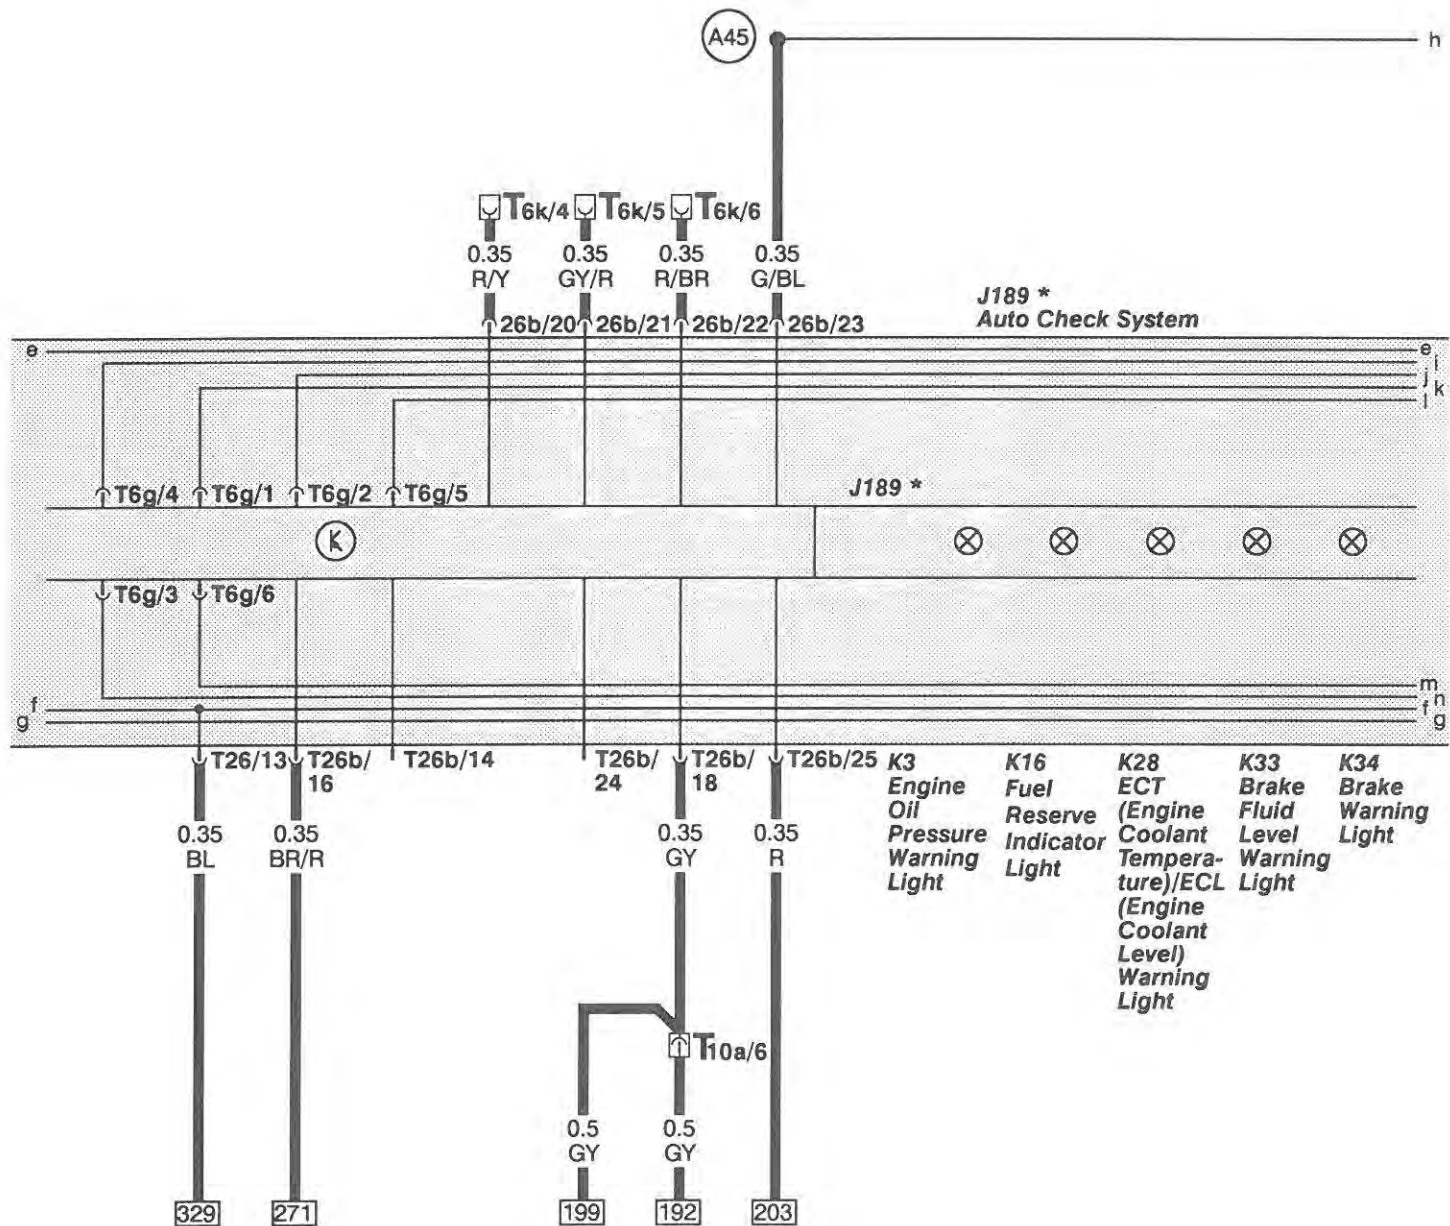 A45
h
T6k/4 T6k/5 T6k/6
0.35 0.35 0.35 0.35
R/Y GY/R R/BR G/BL
J189 *
Auto Check System
26b/20 26b/21 26b/22 26b/23
e e
i
j
k
l
T6g/4 T6g/1 T6g/2 T6g/5
J189 *
K
T6g/3 T6g/6
m
n
f f
g g
T26/13 T26b/16 T26b/14 T26b/24 T26b/18 T26b/25
K3
Engine
Oil
Pressure
Warning
Light
K16
Fuel
Reserve
Indicator
Light
K28
ECT
(Engine
Coolant
Tempera-
ture)/ECL
(Engine
Coolant
Level)
Warning
Light
K33
Brake
Fluid
Level
Warning
Light
K34
Brake
Warning
Light
0.35 0.35 0.35 0.35
BL BR/R GY R
T10a/6
0.5 0.5
GY GY
329 271 199 192 203